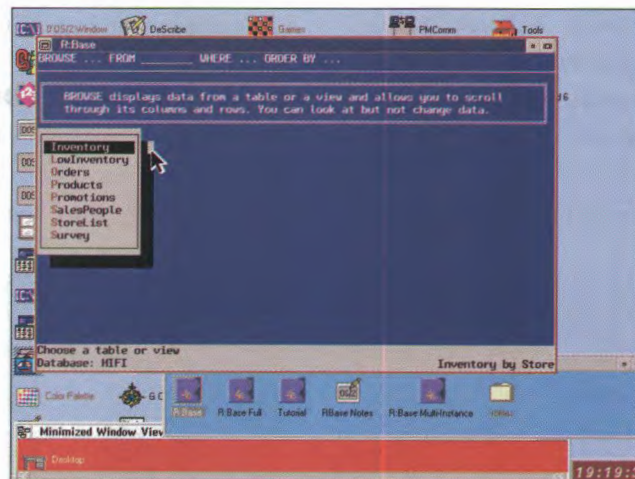 OS/2 Window
DeScribe
Games
PMComm
Tools
R:Base
BROWSE ... FROM ________ WHERE ... ORDER BY ...
BROWSE displays data from a table or a view and allows you to scroll
through its columns and rows. You can look at but not change data.
Inventory
LowInventory
Orders
Products
Promotions
SalesPeople
StoreList
Survey
Choose a table or view
Database: HIFI
Inventory by Store
Color Palette
R:Base
R:Base Full
Tutorial
RBase Notes
R:Base Multi-Instance
Minimized Window View
Desktop
19:19: